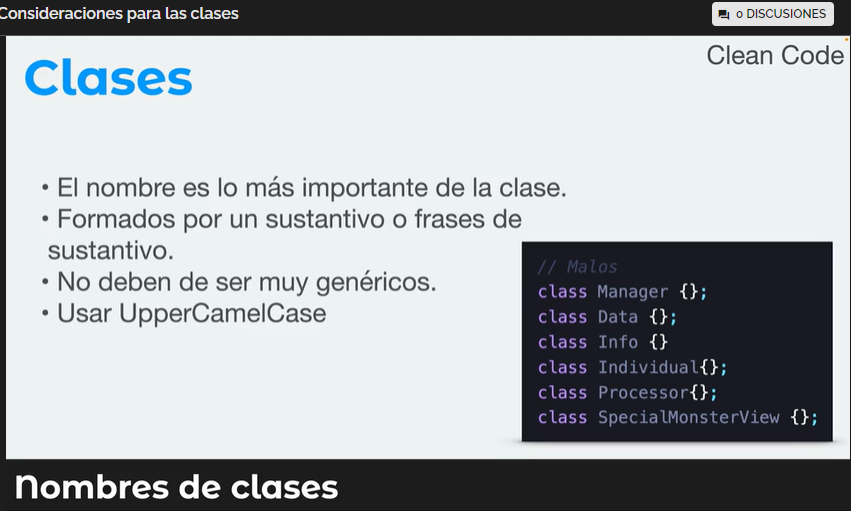 Consideraciones para las clases
0 DISCUSIONES
Clean Code
Clases
• El nombre es lo más importante de la clase.
• Formados por un sustantivo o frases de
sustantivo.
• No deben de ser muy genéricos.
• Usar UpperCamelCase
// Malos
class Manager {};
class Data {};
class Info {}
class Individual{};
class Processor{};
class SpecialMonsterView {};
Nombres de clases